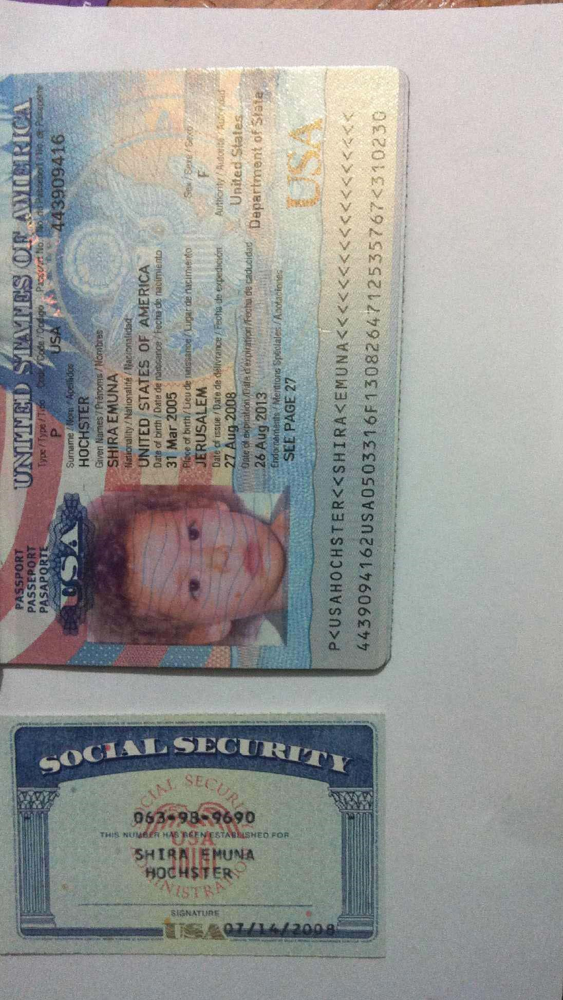 UNITED STATES OF AMERICA
PASSPORT
PASSEPORT
PASAPORTE
USA
Type / Type / Tipo Code / Code / Codigo Passport No. / No. du Passeport / No. de Pasaporte
P USA 443909416
Surname / Nom / Apellidos
HOCHSTER
Given Names / Prénoms / Nombres
SHIRA EMUNA
Nationality / Nationalité / Nacionalidad
UNITED STATES OF AMERICA
Date of birth / Date de naissance / Fecha de nacimiento
31 Mar 2005
Place of birth / Lieu de naissance / Lugar de nacimiento Sex / Sexe / Sexo
JERUSALEM F
Date of issue / Date de délivrance / Fecha de expedición Authority / Autorité / Autoridad
27 Aug 2008 United States
Date of expiration / Date d'expiration / Fecha de caducidad
26 Aug 2013 Department of State
Endorsements / Mentions Spéciales / Anotaciones
SEE PAGE 27
USA
P<USAHOCHSTER<<SHIRA<EMUNA<<<<<<<<<<<<<<<<<<
4439094162USA0503316F1308264712535767<310230
SOCIAL SECURITY
SOCIAL SECURITY ADMINISTRATION
USA
063-98-9690
THIS NUMBER HAS BEEN ESTABLISHED FOR
SHIRA EMUNA
HOCHSTER
SIGNATURE
USA 07/14/2008